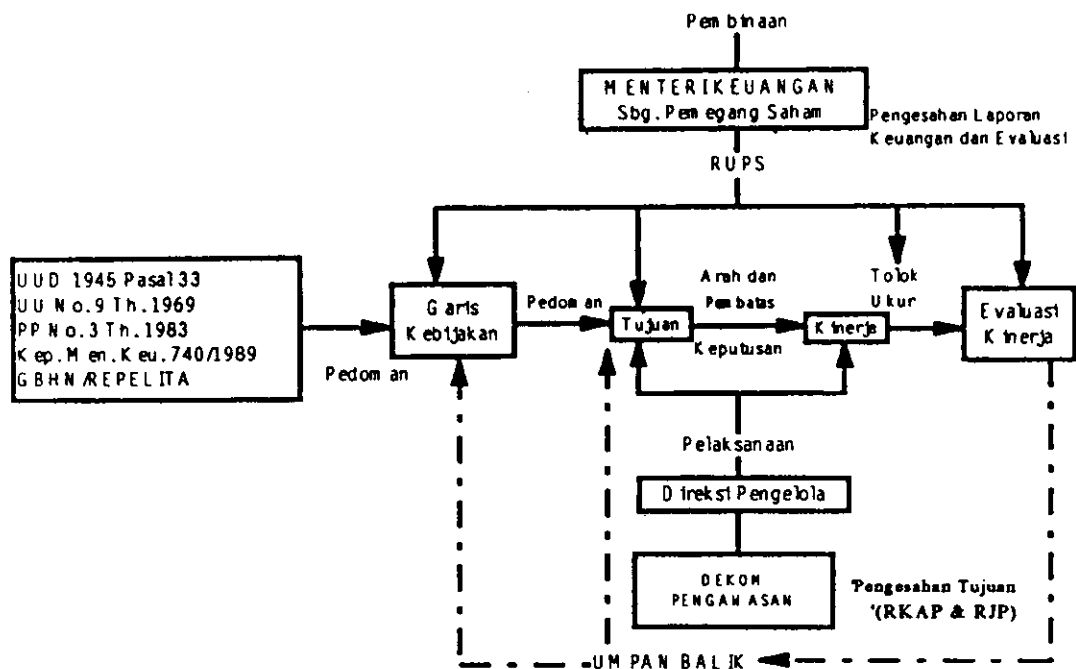 Pembinaan
MENTERI KEUANGAN
Sbg. Pemegang Saham
Pengesahan Laporan
Keuangan dan Evaluasi
RUPS
UUD 1945 Pasal 33
UU No.9 Th.1969
PP No.3 Th.1983
Kep.Men.Keu.740/1989
GBHN/REPELITA
Pedoman
Garis
Kebijakan
Pedoman
Tujuan
Arah dan
Pembatas
Keputusan
Kinerja
Tolok
Ukur
Evaluasi
Kinerja
Pelaksanaan
Direksi Pengelola
DEKOM
PENGAWASAN
'Pengesahan Tujuan
'(RKAP & RJP)
UMPAN BALIK